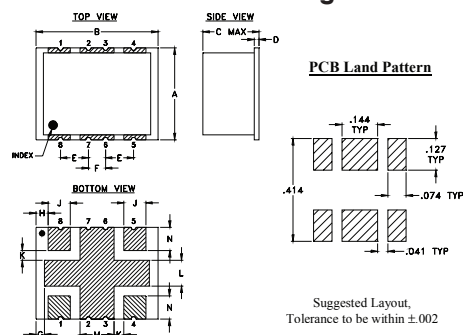 TOP VIEW
B
1 2 3 4
A
INDEX
8 7 6 5
E E
F
SIDE VIEW
C MAX
D
PCB Land Pattern
.144
TYP
.127
TYP
.414
.074 TYP
.041 TYP
Suggested Layout,
Tolerance to be within ±.002
BOTTOM VIEW
H J J
8 7 6 5
N
K
L
N
1 2 3 4
G M K